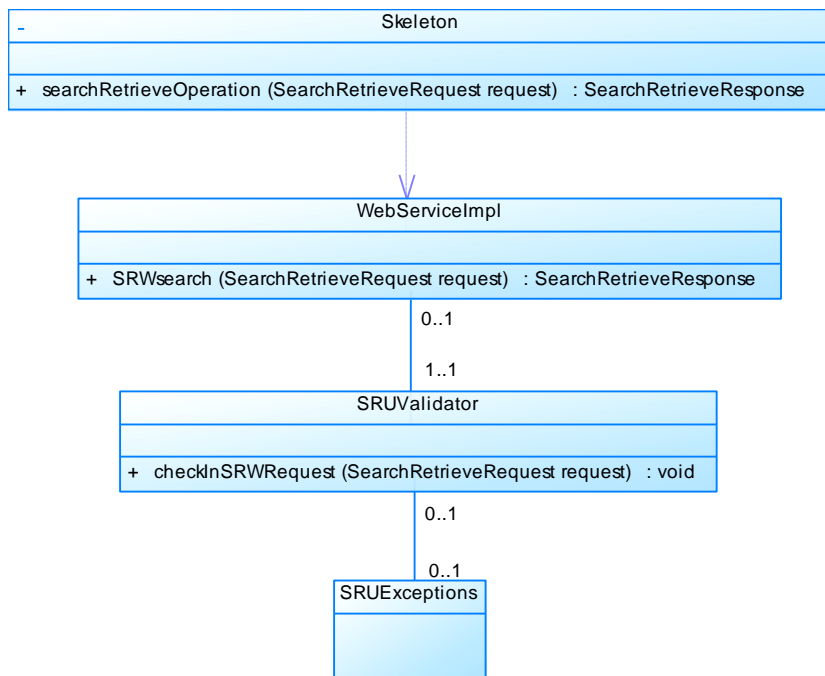 -
Skeleton
+ searchRetrieveOperation (SearchRetrieveRequest request) : SearchRetrieveResponse
WebServiceImpl
+ SRWsearch (SearchRetrieveRequest request) : SearchRetrieveResponse
0..1
1..1
SRUValidator
+ checkInSRWRequest (SearchRetrieveRequest request) : void
0..1
0..1
SRUExceptions